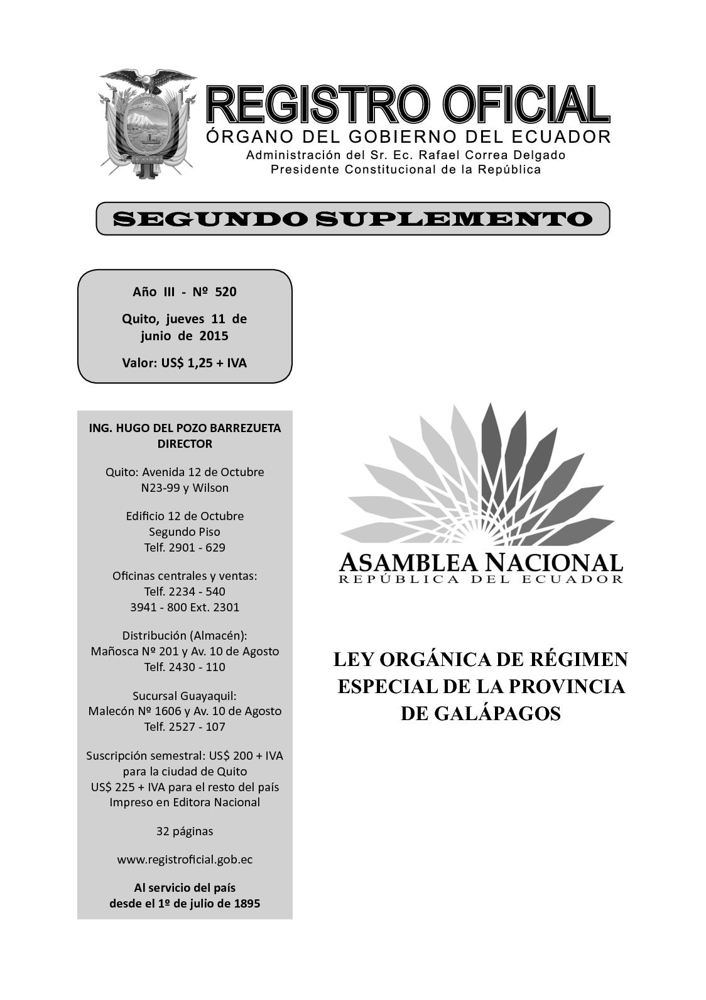 REGISTRO OFICIAL
ÓRGANO DEL GOBIERNO DEL ECUADOR
Administración del Sr. Ec. Rafael Correa Delgado
Presidente Constitucional de la República
SEGUNDO SUPLEMENTO
Año III - Nº 520
Quito, jueves 11 de
junio de 2015
Valor: US$ 1,25 + IVA
ING. HUGO DEL POZO BARREZUETA
DIRECTOR
Quito: Avenida 12 de Octubre
N23-99 y Wilson
Edificio 12 de Octubre
Segundo Piso
Telf. 2901 - 629
Oficinas centrales y ventas:
Telf. 2234 - 540
3941 - 800 Ext. 2301
Distribución (Almacén):
Mañosca Nº 201 y Av. 10 de Agosto
Telf. 2430 - 110
Sucursal Guayaquil:
Malecón Nº 1606 y Av. 10 de Agosto
Telf. 2527 - 107
Suscripción semestral: US$ 200 + IVA
para la ciudad de Quito
US$ 225 + IVA para el resto del país
Impreso en Editora Nacional
32 páginas
www.registroficial.gob.ec
Al servicio del país
desde el 1º de julio de 1895
ASAMBLEA NACIONAL
REPÚBLICA DEL ECUADOR
LEY ORGÁNICA DE RÉGIMEN
ESPECIAL DE LA PROVINCIA
DE GALÁPAGOS